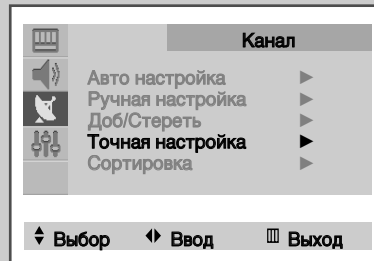 Канал
Авто настройка
Ручная настройка
Доб/Стереть
Точная настройка
Сортировка
Выбор Ввод Выход